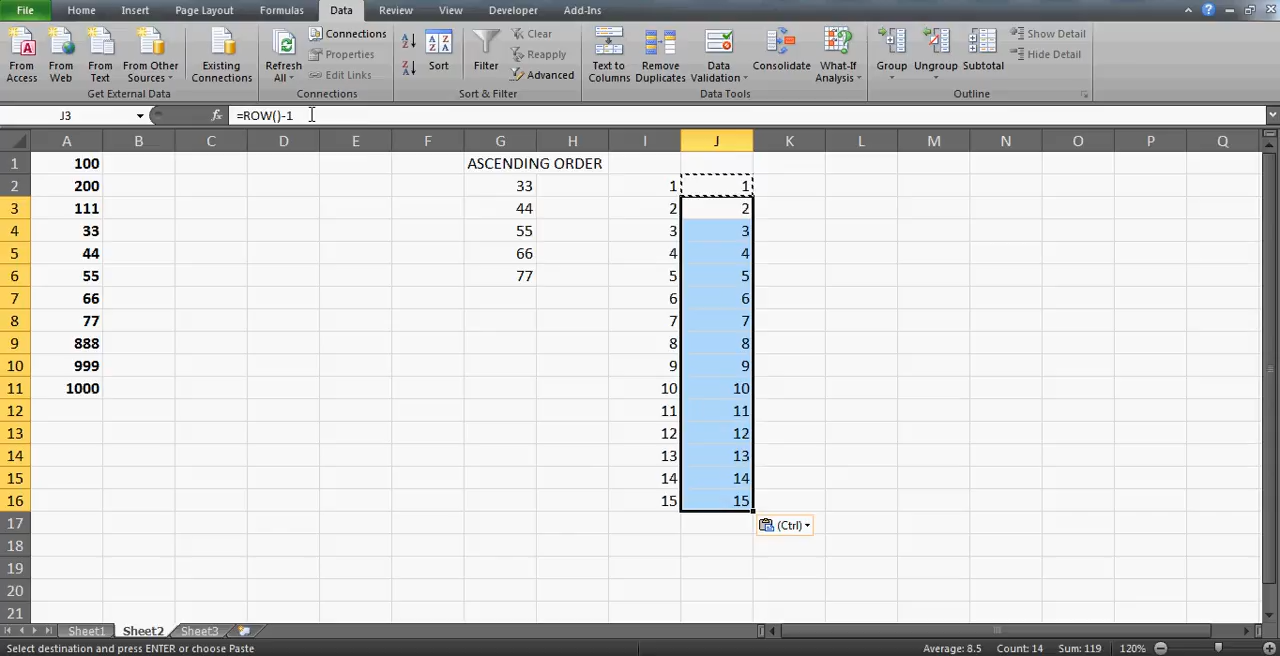 File Home Insert Page Layout Formulas Data Review View Developer Add-Ins
From Access
From Web
From Text
From Other Sources
Existing Connections
Get External Data
Refresh All
Connections
Properties
Edit Links
Connections
Sort
Filter
Clear
Reapply
Advanced
Sort & Filter
Text to Columns
Remove Duplicates
Data Validation
Consolidate
What-If Analysis
Data Tools
Group
Ungroup
Subtotal
Show Detail
Hide Detail
Outline
J3 fx =ROW()-1
A B C D E F G H I J K L M N O P Q
1 100 ASCENDING ORDER
2 200 33 1 1
3 111 44 2 2
4 33 55 3 3
5 44 66 4 4
6 55 77 5 5
7 66 6 6
8 77 7 7
9 888 8 8
10 999 9 9
11 1000 10 10
12 11 11
13 12 12
14 13 13
15 14 14
16 15 15
17 (Ctrl)
18
19
20
21
Sheet1 Sheet2 Sheet3
Select destination and press ENTER or choose Paste Average: 8.5 Count: 14 Sum: 119 120%